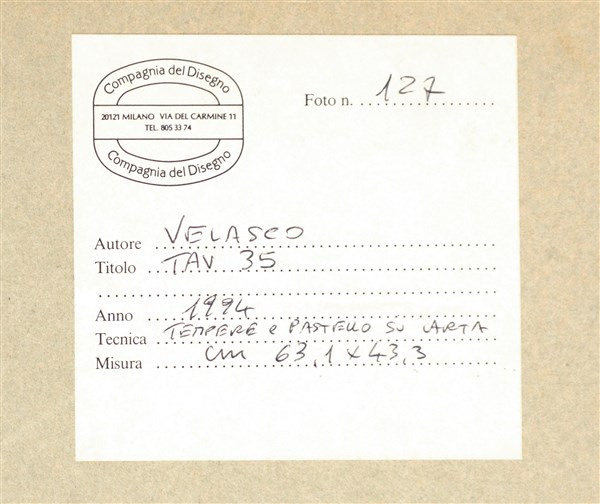 Compagnia del Disegno
20121 MILANO VIA DEL CARMINE 11
TEL. 805 33 74
Compagnia del Disegno
Foto n. 127
Autore VELASCO
Titolo TAV 35
Anno 1994
Tecnica TEMPERE e PASTELLO SU CARTA
Misura cm 63,1 x 43,3